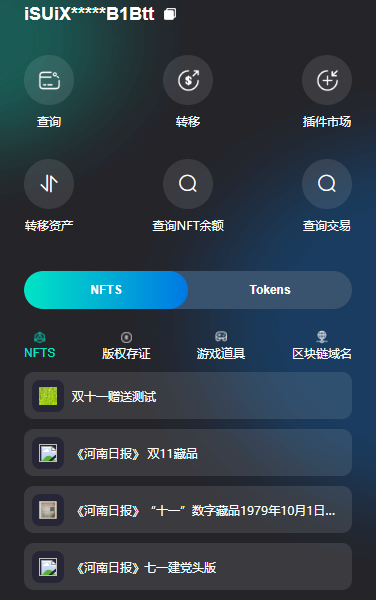 iSUiX*****B1Btt
查询 转移 插件市场
转移资产 查询NFT余额 查询交易
NFTS Tokens
NFTS 版权存证 游戏道具 区块链域名
双十一赠送测试
《河南日报》 双11藏品
《河南日报》“十一”数字藏品1979年10月1日...
《河南日报》七一建党头版